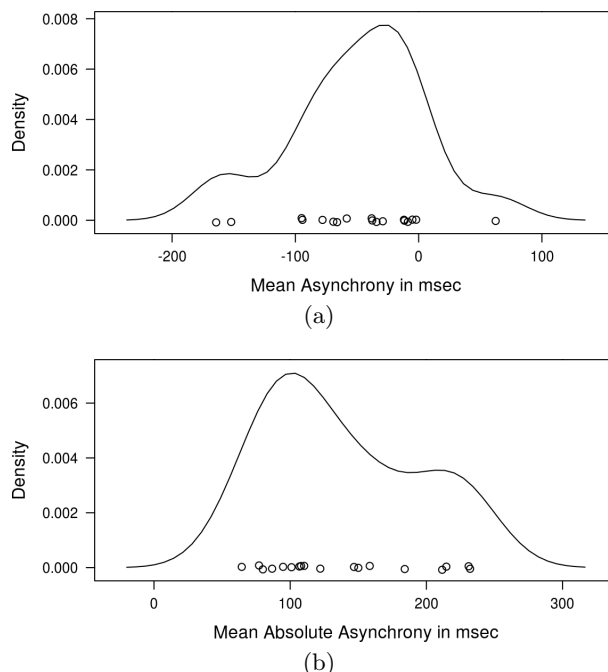 0.008
0.006
0.004
0.002
0.000
Density
-200 -100 0 100
Mean Asynchrony in msec
(a)
0.006
0.004
0.002
0.000
Density
0 100 200 300
Mean Absolute Asynchrony in msec
(b)